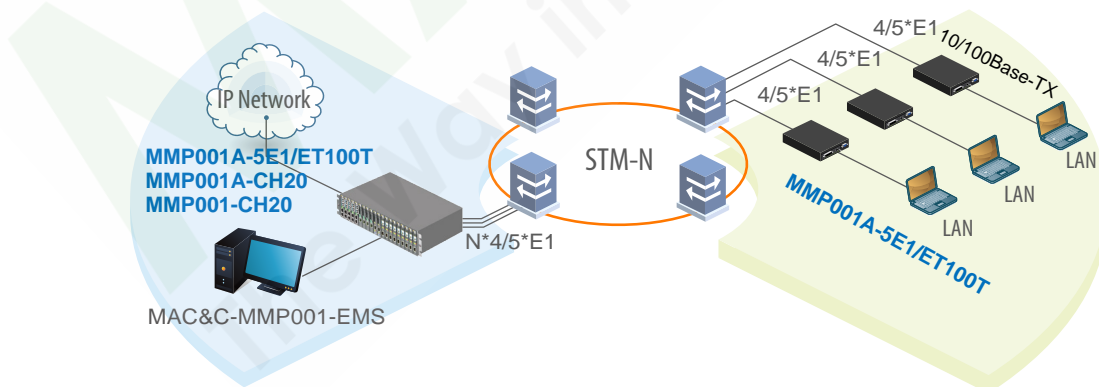 IP Network
MMP001A-5E1/ET100T
MMP001A-CH20
MMP001-CH20
MAC&C-MMP001-EMS
N*4/5*E1
STM-N
4/5*E1
4/5*E1
4/5*E1
10/100Base-TX
LAN
LAN
LAN
MMP001A-5E1/ET100T